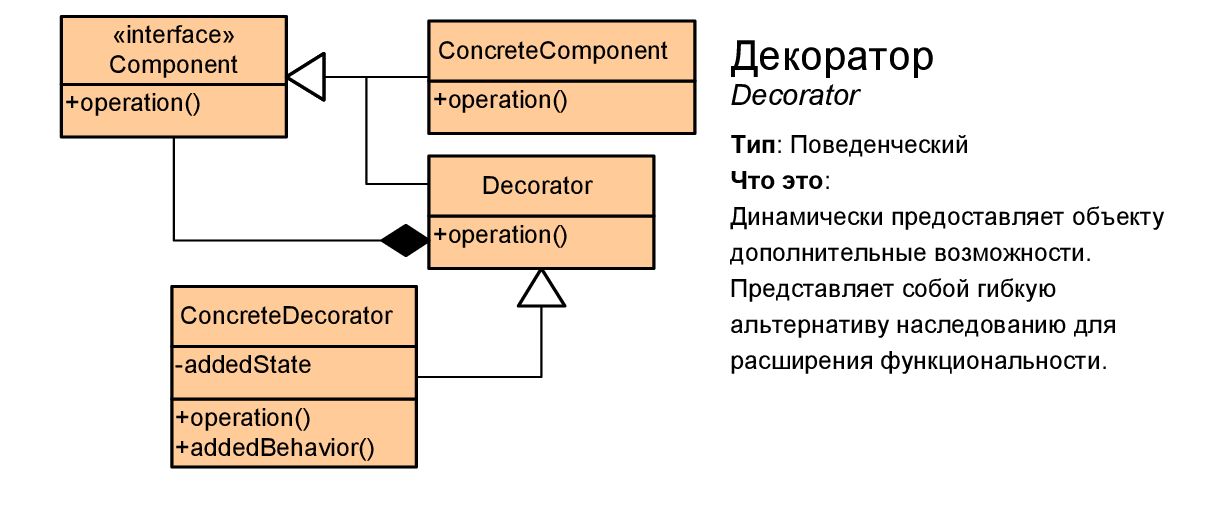 «interface»
Component
+operation()
ConcreteComponent
+operation()
Decorator
+operation()
ConcreteDecorator
-addedState
+operation()
+addedBehavior()
Декоратор
Decorator
Тип: Поведенческий
Что это:
Динамически предоставляет объекту
дополнительные возможности.
Представляет собой гибкую
альтернативу наследованию для
расширения функциональности.